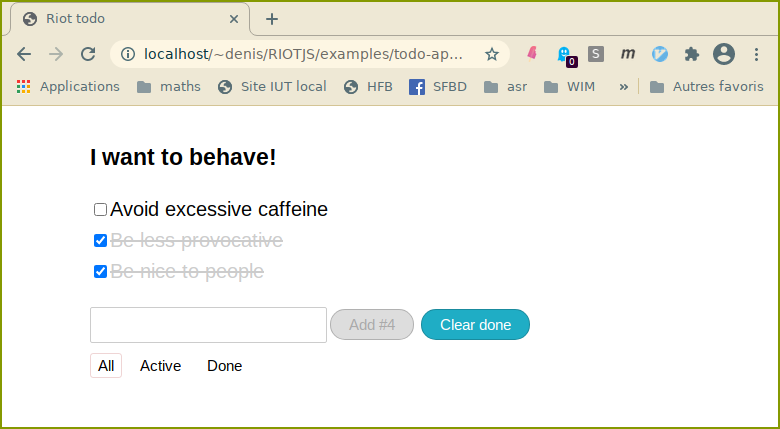 Riot todo
localhost/~denis/RIOTJS/examples/todo-ap...
0 S m
Applications maths Site IUT local HFB SFBD asr WIM » Autres favoris
I want to behave!
Avoid excessive caffeine
Be less provocative
Be nice to people
Add #4 Clear done
All Active Done